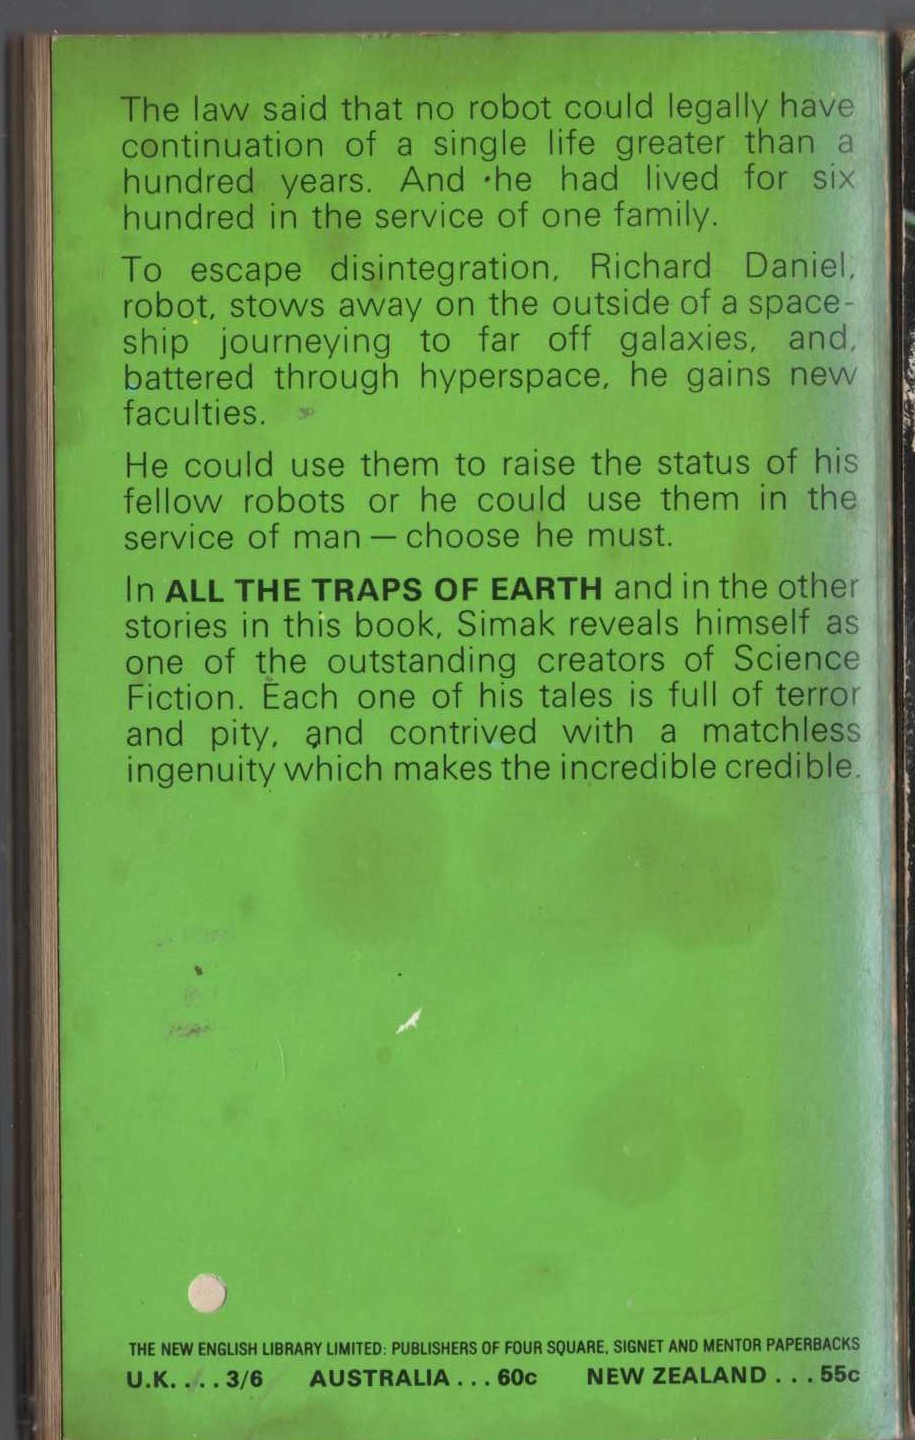 The law said that no robot could legally have
continuation of a single life greater than a
hundred years. And he had lived for six
hundred in the service of one family.
To escape disintegration, Richard Daniel,
robot, stows away on the outside of a space-
ship journeying to far off galaxies, and,
battered through hyperspace, he gains new
faculties.
He could use them to raise the status of his
fellow robots or he could use them in the
service of man — choose he must.
In ALL THE TRAPS OF EARTH and in the other
stories in this book, Simak reveals himself as
one of the outstanding creators of Science
Fiction. Each one of his tales is full of terror
and pity, and contrived with a matchless
ingenuity which makes the incredible credible.
THE NEW ENGLISH LIBRARY LIMITED: PUBLISHERS OF FOUR SQUARE, SIGNET AND MENTOR PAPERBACKS
U.K. . . . 3/6 AUSTRALIA . . . 60c NEW ZEALAND . . . 55c